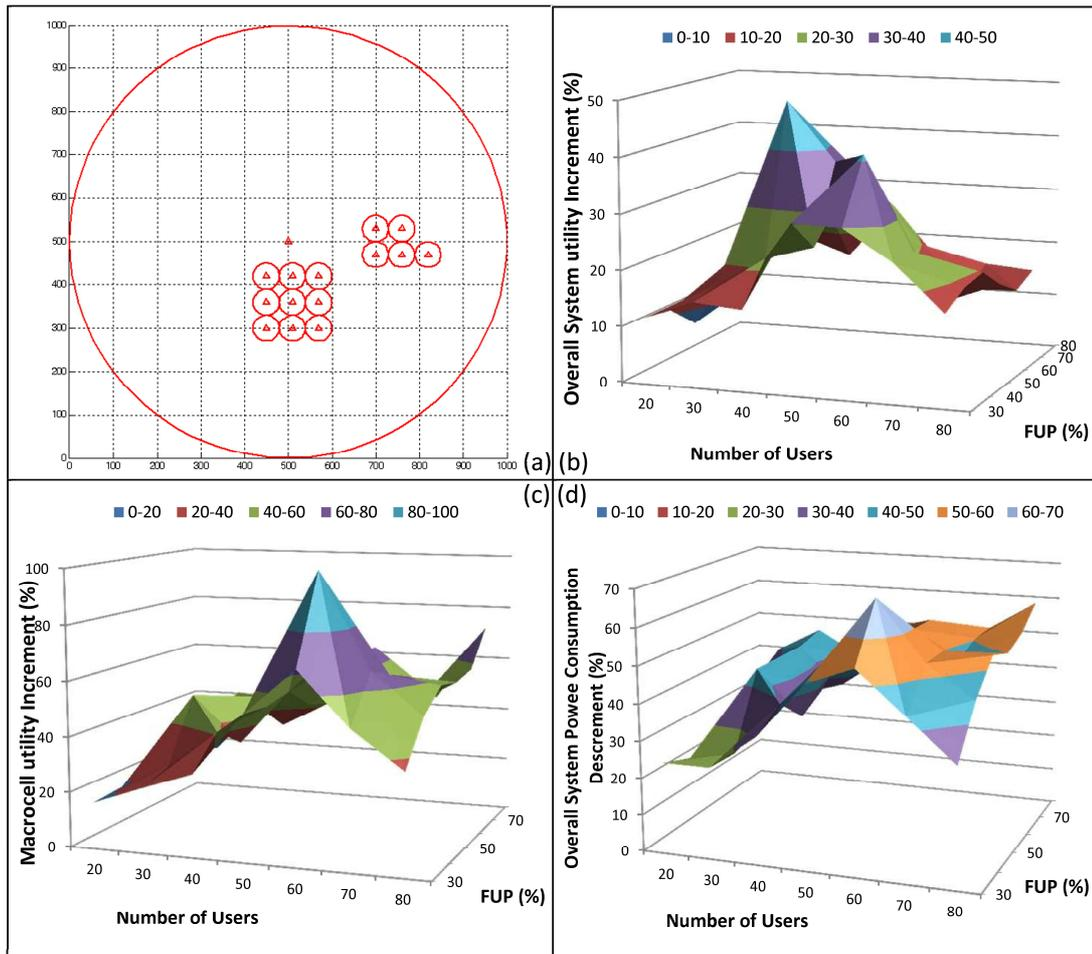 1000
900
800
700
600
500
400
300
200
100
0
0 100 200 300 400 500 600 700 800 900 1000
(a)
0-10 10-20 20-30 30-40 40-50
Overall System utility Increment (%)
50
40
30
20
10
0
20 30 40 50 60 70 80
Number of Users
30 40 50 60 70 80
FUP (%)
(b)
(c)
0-20 20-40 40-60 60-80 80-100
Macrocell utility Increment (%)
100
80
60
40
20
0
20 30 40 50 60 70 80
Number of Users
30 50 70
FUP (%)
(d)
0-10 10-20 20-30 30-40 40-50 50-60 60-70
Overall System Powee Consumption
Descrement (%)
70
60
50
40
30
20
10
0
20 30 40 50 60 70 80
Number of Users
30 50 70
FUP (%)